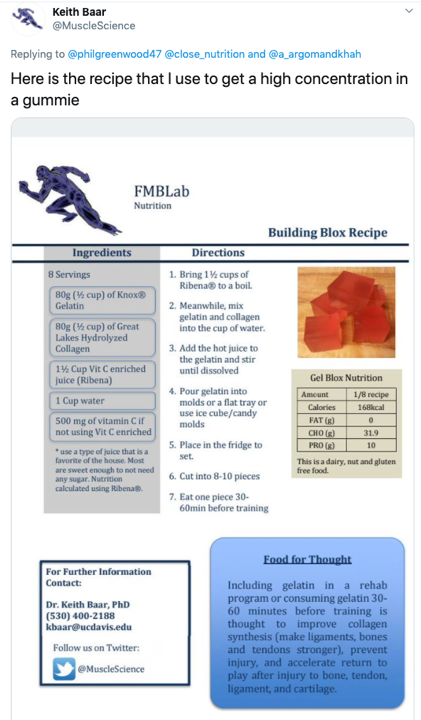 Keith Baar
@MuscleScience
Replying to @philgreenwood47 @close_nutrition and @a_argomandkhah
Here is the recipe that I use to get a high concentration in
a gummie
FMBLab
Nutrition
Building Blox Recipe
Ingredients
8 Servings
80g (½ cup) of Knox®
Gelatin
80g (½ cup) of Great
Lakes Hydrolyzed
Collagen
1½ Cup Vit C enriched
juice (Ribena)
1 Cup water
500 mg of vitamin C if
not using Vit C enriched
* use a type of juice that is a
favorite of the house. Most
are sweet enough to not need
any sugar. Nutrition
calculated using Ribena®.
Directions
1. Bring 1½ cups of
Ribena® to a boil.
2. Meanwhile, mix
gelatin and collagen
into the cup of water.
3. Add the hot juice to
the gelatin and stir
until dissolved
4. Pour gelatin into
molds or a flat tray or
use ice cube/candy
molds
5. Place in the fridge to
set.
6. Cut into 8-10 pieces
7. Eat one piece 30-
60min before training
Gel Blox Nutrition
Amount 1/8 recipe
Calories 168kcal
FAT (g) 0
CHO (g) 31.9
PRO (g) 10
This is a dairy, nut and gluten
free food.
For Further Information
Contact:
Dr. Keith Baar, PhD
(530) 400-2188
kbaar@ucdavis.edu
Follow us on Twitter:
@MuscleScience
Food for Thought
Including gelatin in a rehab
program or consuming gelatin 30-
60 minutes before training is
thought to improve collagen
synthesis (make ligaments, bones
and tendons stronger), prevent
injury, and accelerate return to
play after injury to bone, tendon,
ligament, and cartilage.